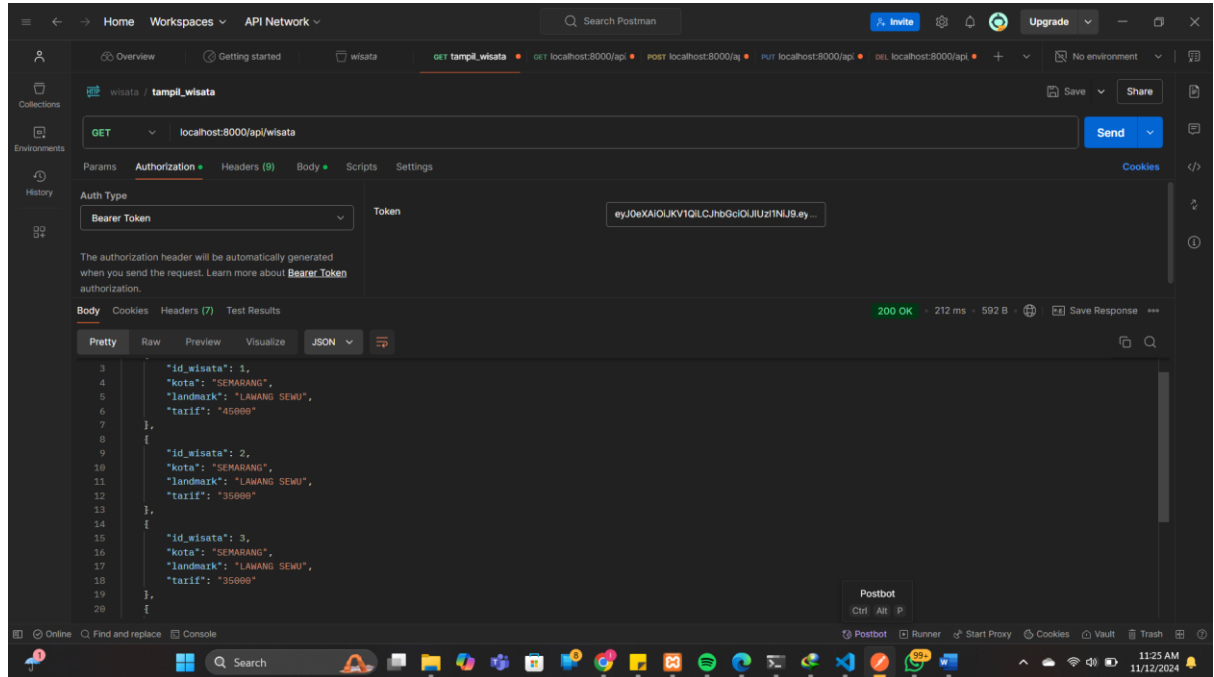 Home Workspaces API Network Search Postman Invite Upgrade
Overview Getting started wisata GET tampil_wisata GET localhost:8000/api POST localhost:8000/a PUT localhost:8000/api DEL localhost:8000/api. No environment
Collections
Environments
History
HTTP wisata / tampil_wisata Save Share
GET localhost:8000/api/wisata Send
Params Authorization Headers (9) Body Scripts Settings Cookies
Auth Type
Bearer Token
Token eyJ0eXAiOiJKV1QiLCJhbGciOiJIUzI1NiJ9.ey...
The authorization header will be automatically generated
when you send the request. Learn more about Bearer Token
authorization.
Body Cookies Headers (7) Test Results 200 OK 212 ms 592 B Save Response
Pretty Raw Preview Visualize JSON
3 "id_wisata": 1,
4 "kota": "SEMARANG",
5 "landmark": "LAWANG SEWU",
6 "tarif": "45000"
7 },
8 {
9 "id_wisata": 2,
10 "kota": "SEMARANG",
11 "landmark": "LAWANG SEWU",
12 "tarif": "35000"
13 },
14 {
15 "id_wisata": 3,
16 "kota": "SEMARANG",
17 "landmark": "LAWANG SEWU",
18 "tarif": "35000"
19 },
20 {
Postbot
Ctrl Alt P
Online Find and replace Console Postbot Runner Start Proxy Cookies Vault Trash
1 Search 8 99+ 11:25 AM
11/12/2024